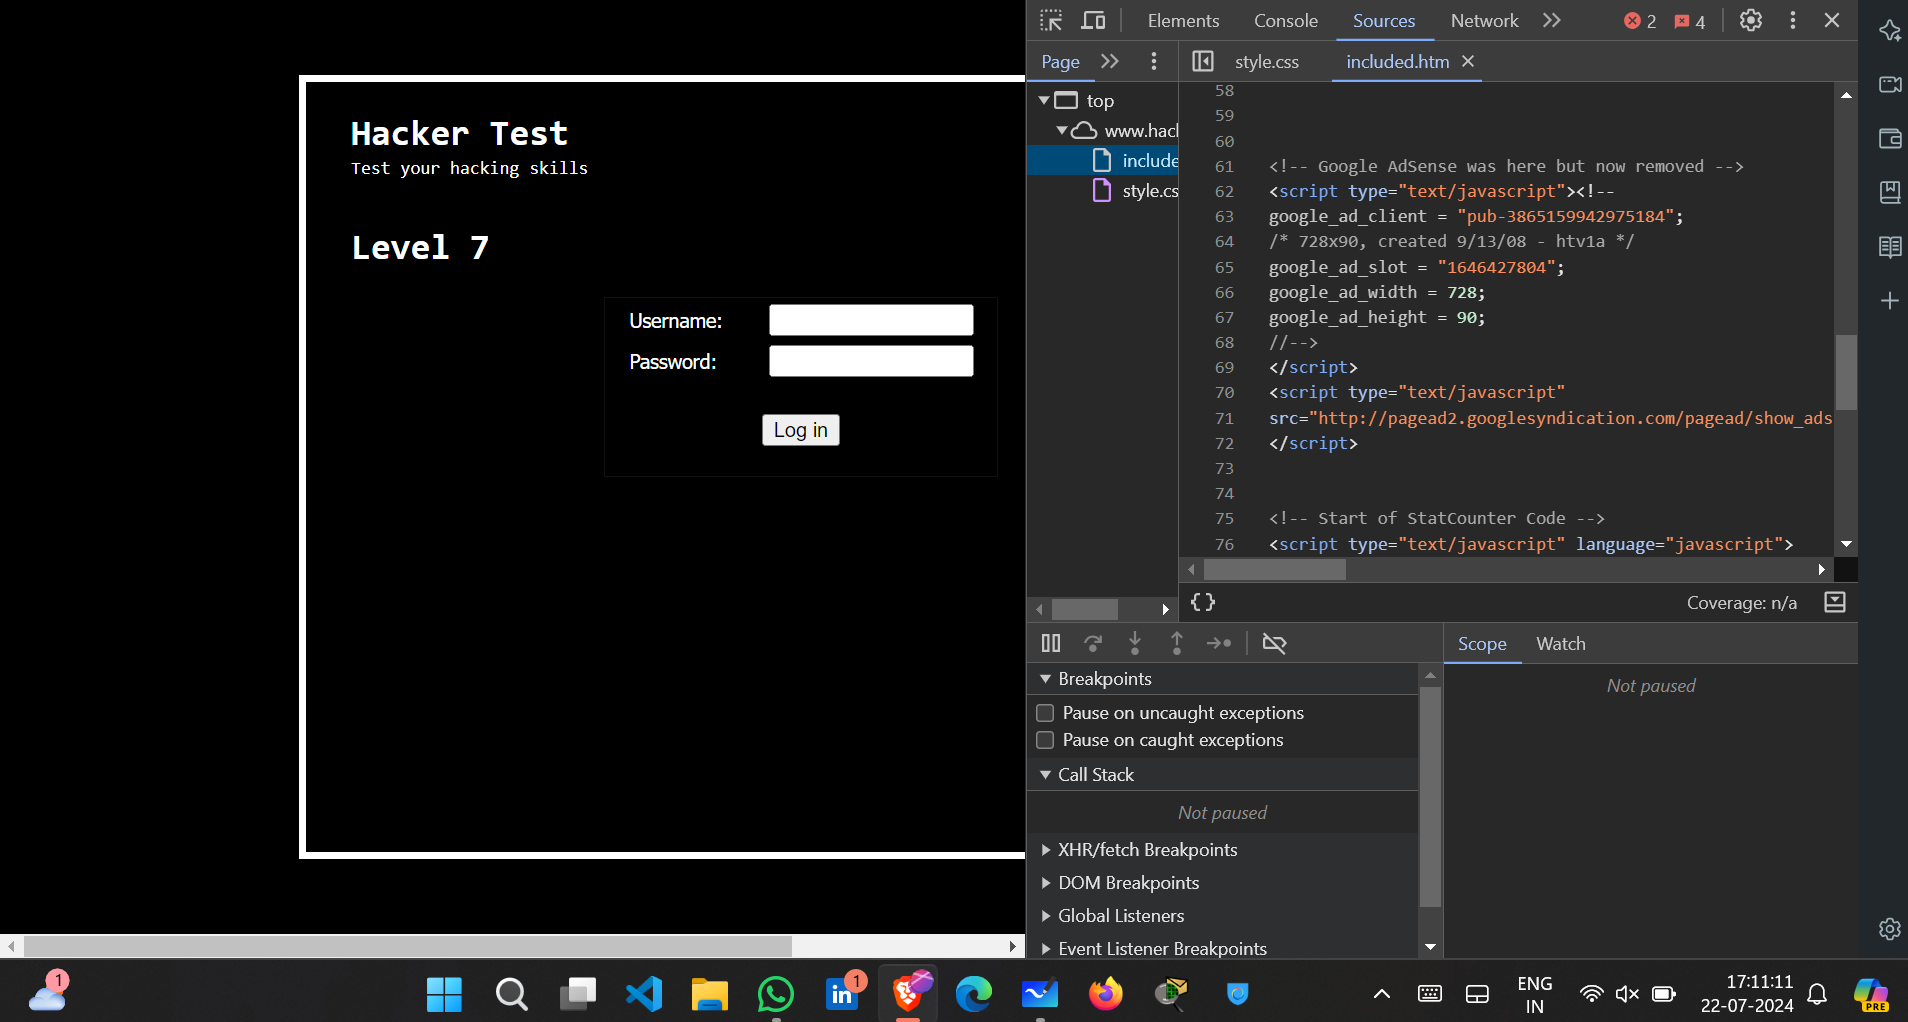 Hacker Test
Test your hacking skills
Level 7
Username:
Password:
Log in
Elements Console Sources Network 2 4
Page style.css included.htm
top
www.hacl
include
style.cs
58
59
60
61 <!-- Google AdSense was here but now removed -->
62 <script type="text/javascript"><!--
63 google_ad_client = "pub-3865159942975184";
64 /* 728x90, created 9/13/08 - htv1a */
65 google_ad_slot = "1646427804";
66 google_ad_width = 728;
67 google_ad_height = 90;
68 //-->
69 </script>
70 <script type="text/javascript"
71 src="http://pagead2.googlesyndication.com/pagead/show_ads
72 </script>
73
74
75 <!-- Start of StatCounter Code -->
76 <script type="text/javascript" language="javascript">
{} Coverage: n/a
Scope Watch
Not paused
Breakpoints
Pause on uncaught exceptions
Pause on caught exceptions
Call Stack
Not paused
XHR/fetch Breakpoints
DOM Breakpoints
Global Listeners
Event Listener Breakpoints
1
in 1
ENG
IN
17:11:11
22-07-2024
PRE